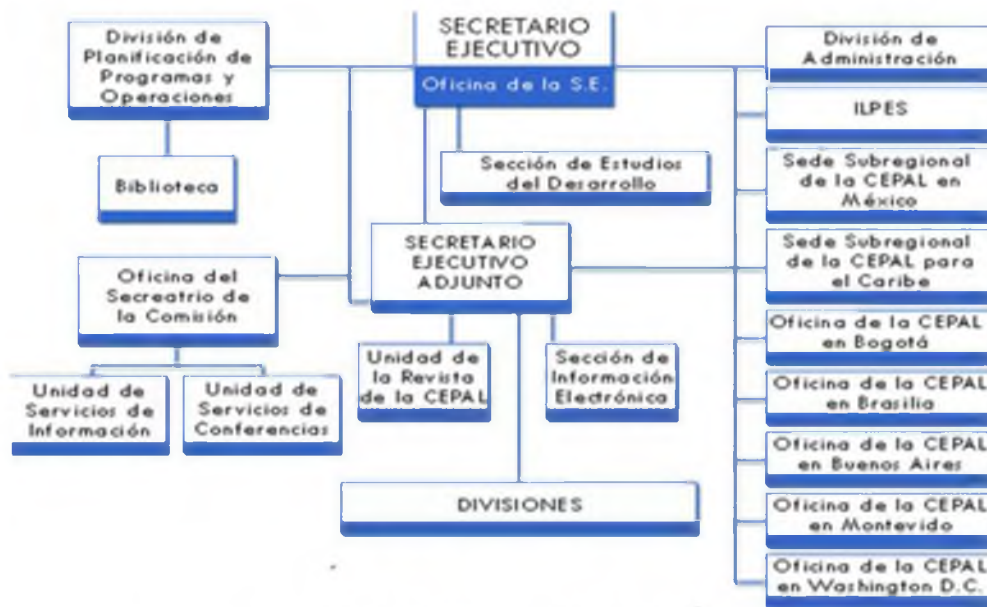 SECRETARIO
EJECUTIVO
Oficina de la S.E.
División de
Planificación de
Programas y
Operaciones
Biblioteca
Sección de Estudios
del Desarrollo
SECRETARIO
EJECUTIVO
ADJUNTO
Oficina del
Secreatrio de
la Comisión
Unidad de
Servicios de
Información
Unidad de
Servicios de
Conferencias
Unidad de
la Revista
de la CEPAL
Sección de
Información
Electrónica
DIVISIONES
División de
Administración
ILPES
Sede Subregional
de la CEPAL en
México
Sede Subregional
de la CEPAL para
el Caribe
Oficina de la CEPAL
en Bogotá
Oficina de la CEPAL
en Brasilia
Oficina de la CEPAL
en Buenos Aires
Oficina de la CEPAL
en Montevido
Oficina de la CEPAL
en Washington D.C.